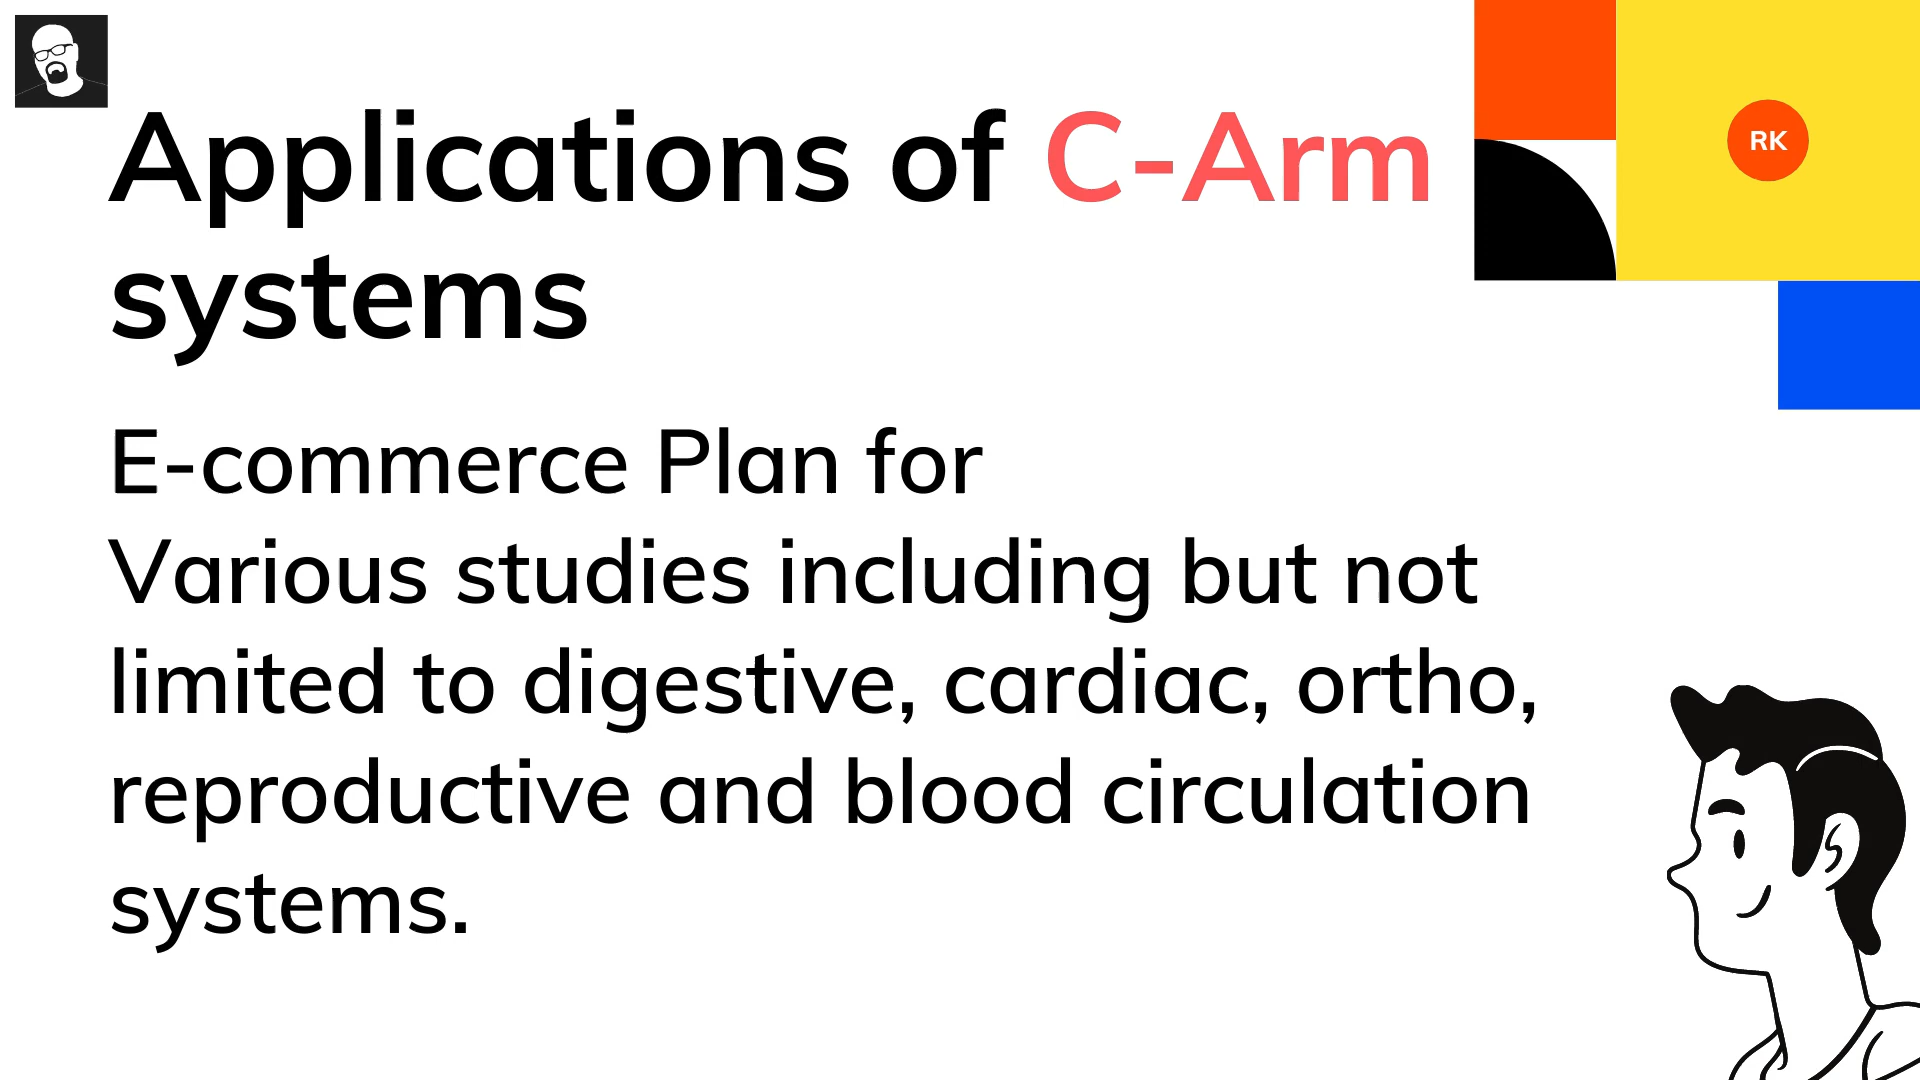 Applications of C-Arm
systems
RK
E-commerce Plan for
Various studies including but not
limited to digestive, cardiac, ortho,
reproductive and blood circulation
systems.